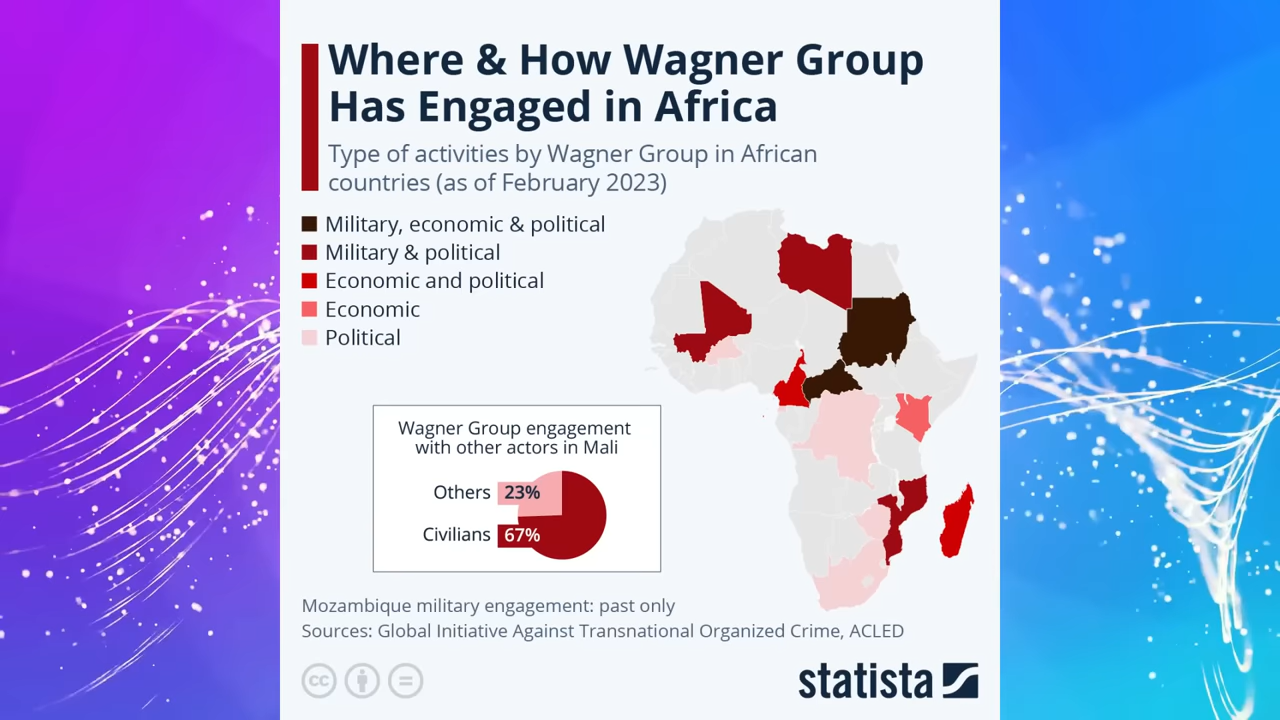 Where & How Wagner Group
Has Engaged in Africa
Type of activities by Wagner Group in African
countries (as of February 2023)
Military, economic & political
Military & political
Economic and political
Economic
Political
Wagner Group engagement
with other actors in Mali
Others 23%
Civilians 67%
Mozambique military engagement: past only
Sources: Global Initiative Against Transnational Organized Crime, ACLED
cc
statista